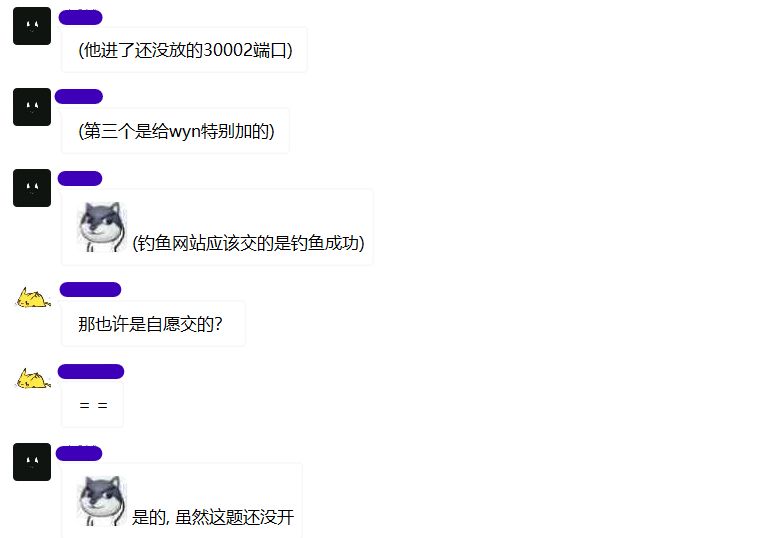 (他进了还没放的30002端口)
(第三个是给wyn特别加的)
(钓鱼网站应该交的是钓鱼成功)
那也许是自愿交的?
= =
是的, 虽然这题还没开